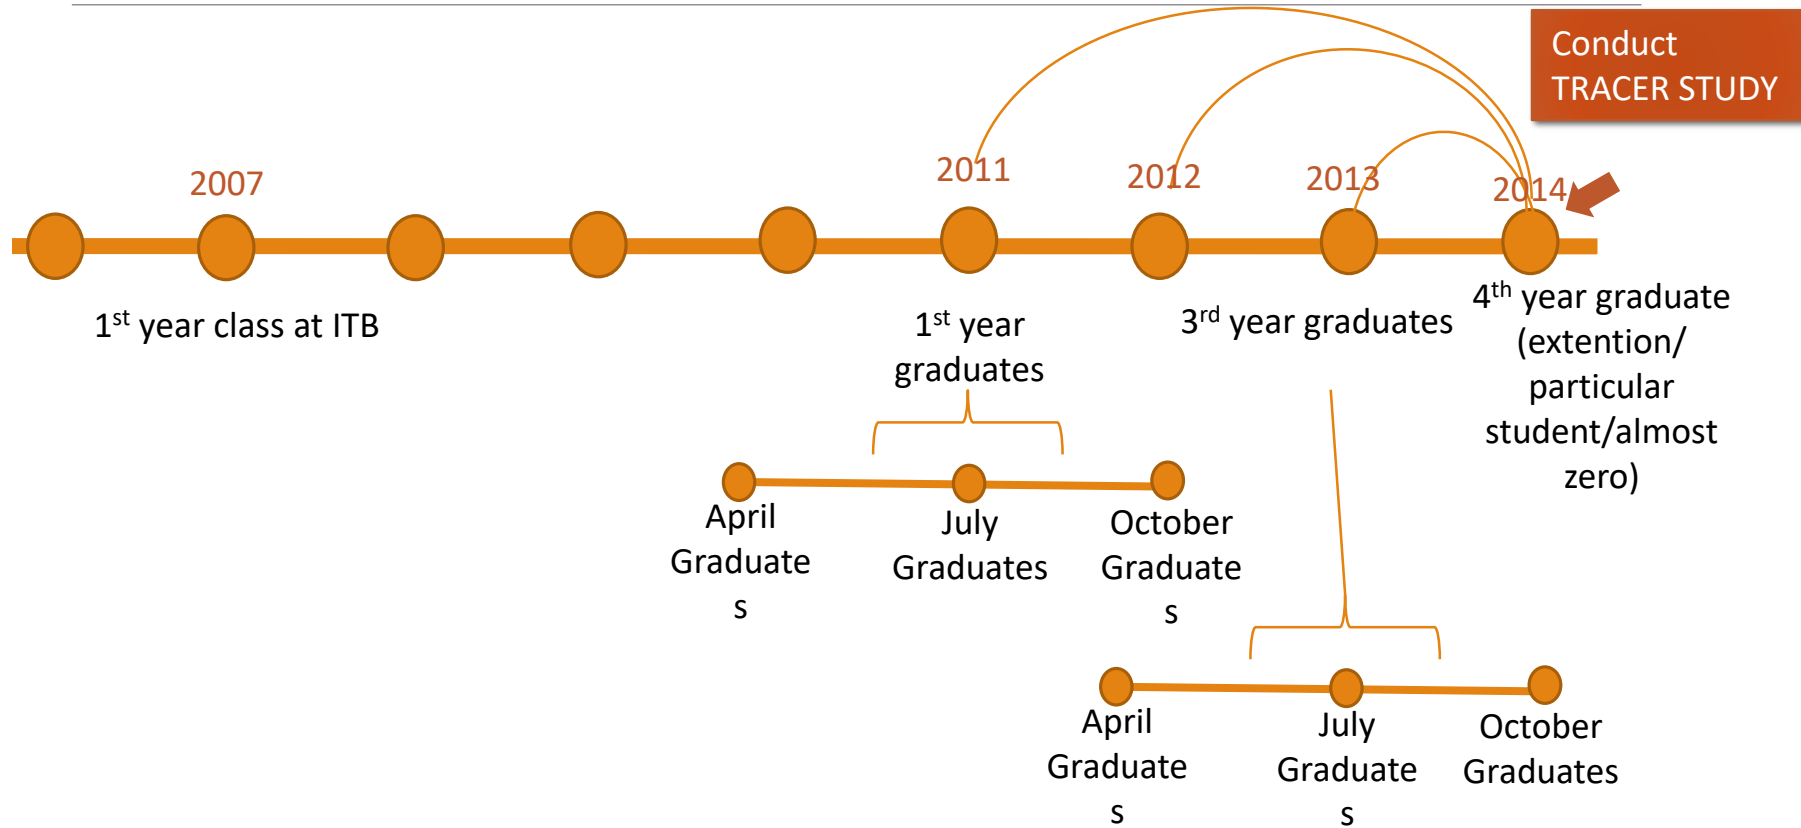 Conduct
TRACER STUDY
2007
2011
2012
2013
2014
1st year class at ITB
1st year
graduates
3rd year graduates
4th year graduate
(extention/
particular
student/almost
zero)
April
Graduate
s
July
Graduates
October
Graduate
s
April
Graduate
s
July
Graduate
s
October
Graduates